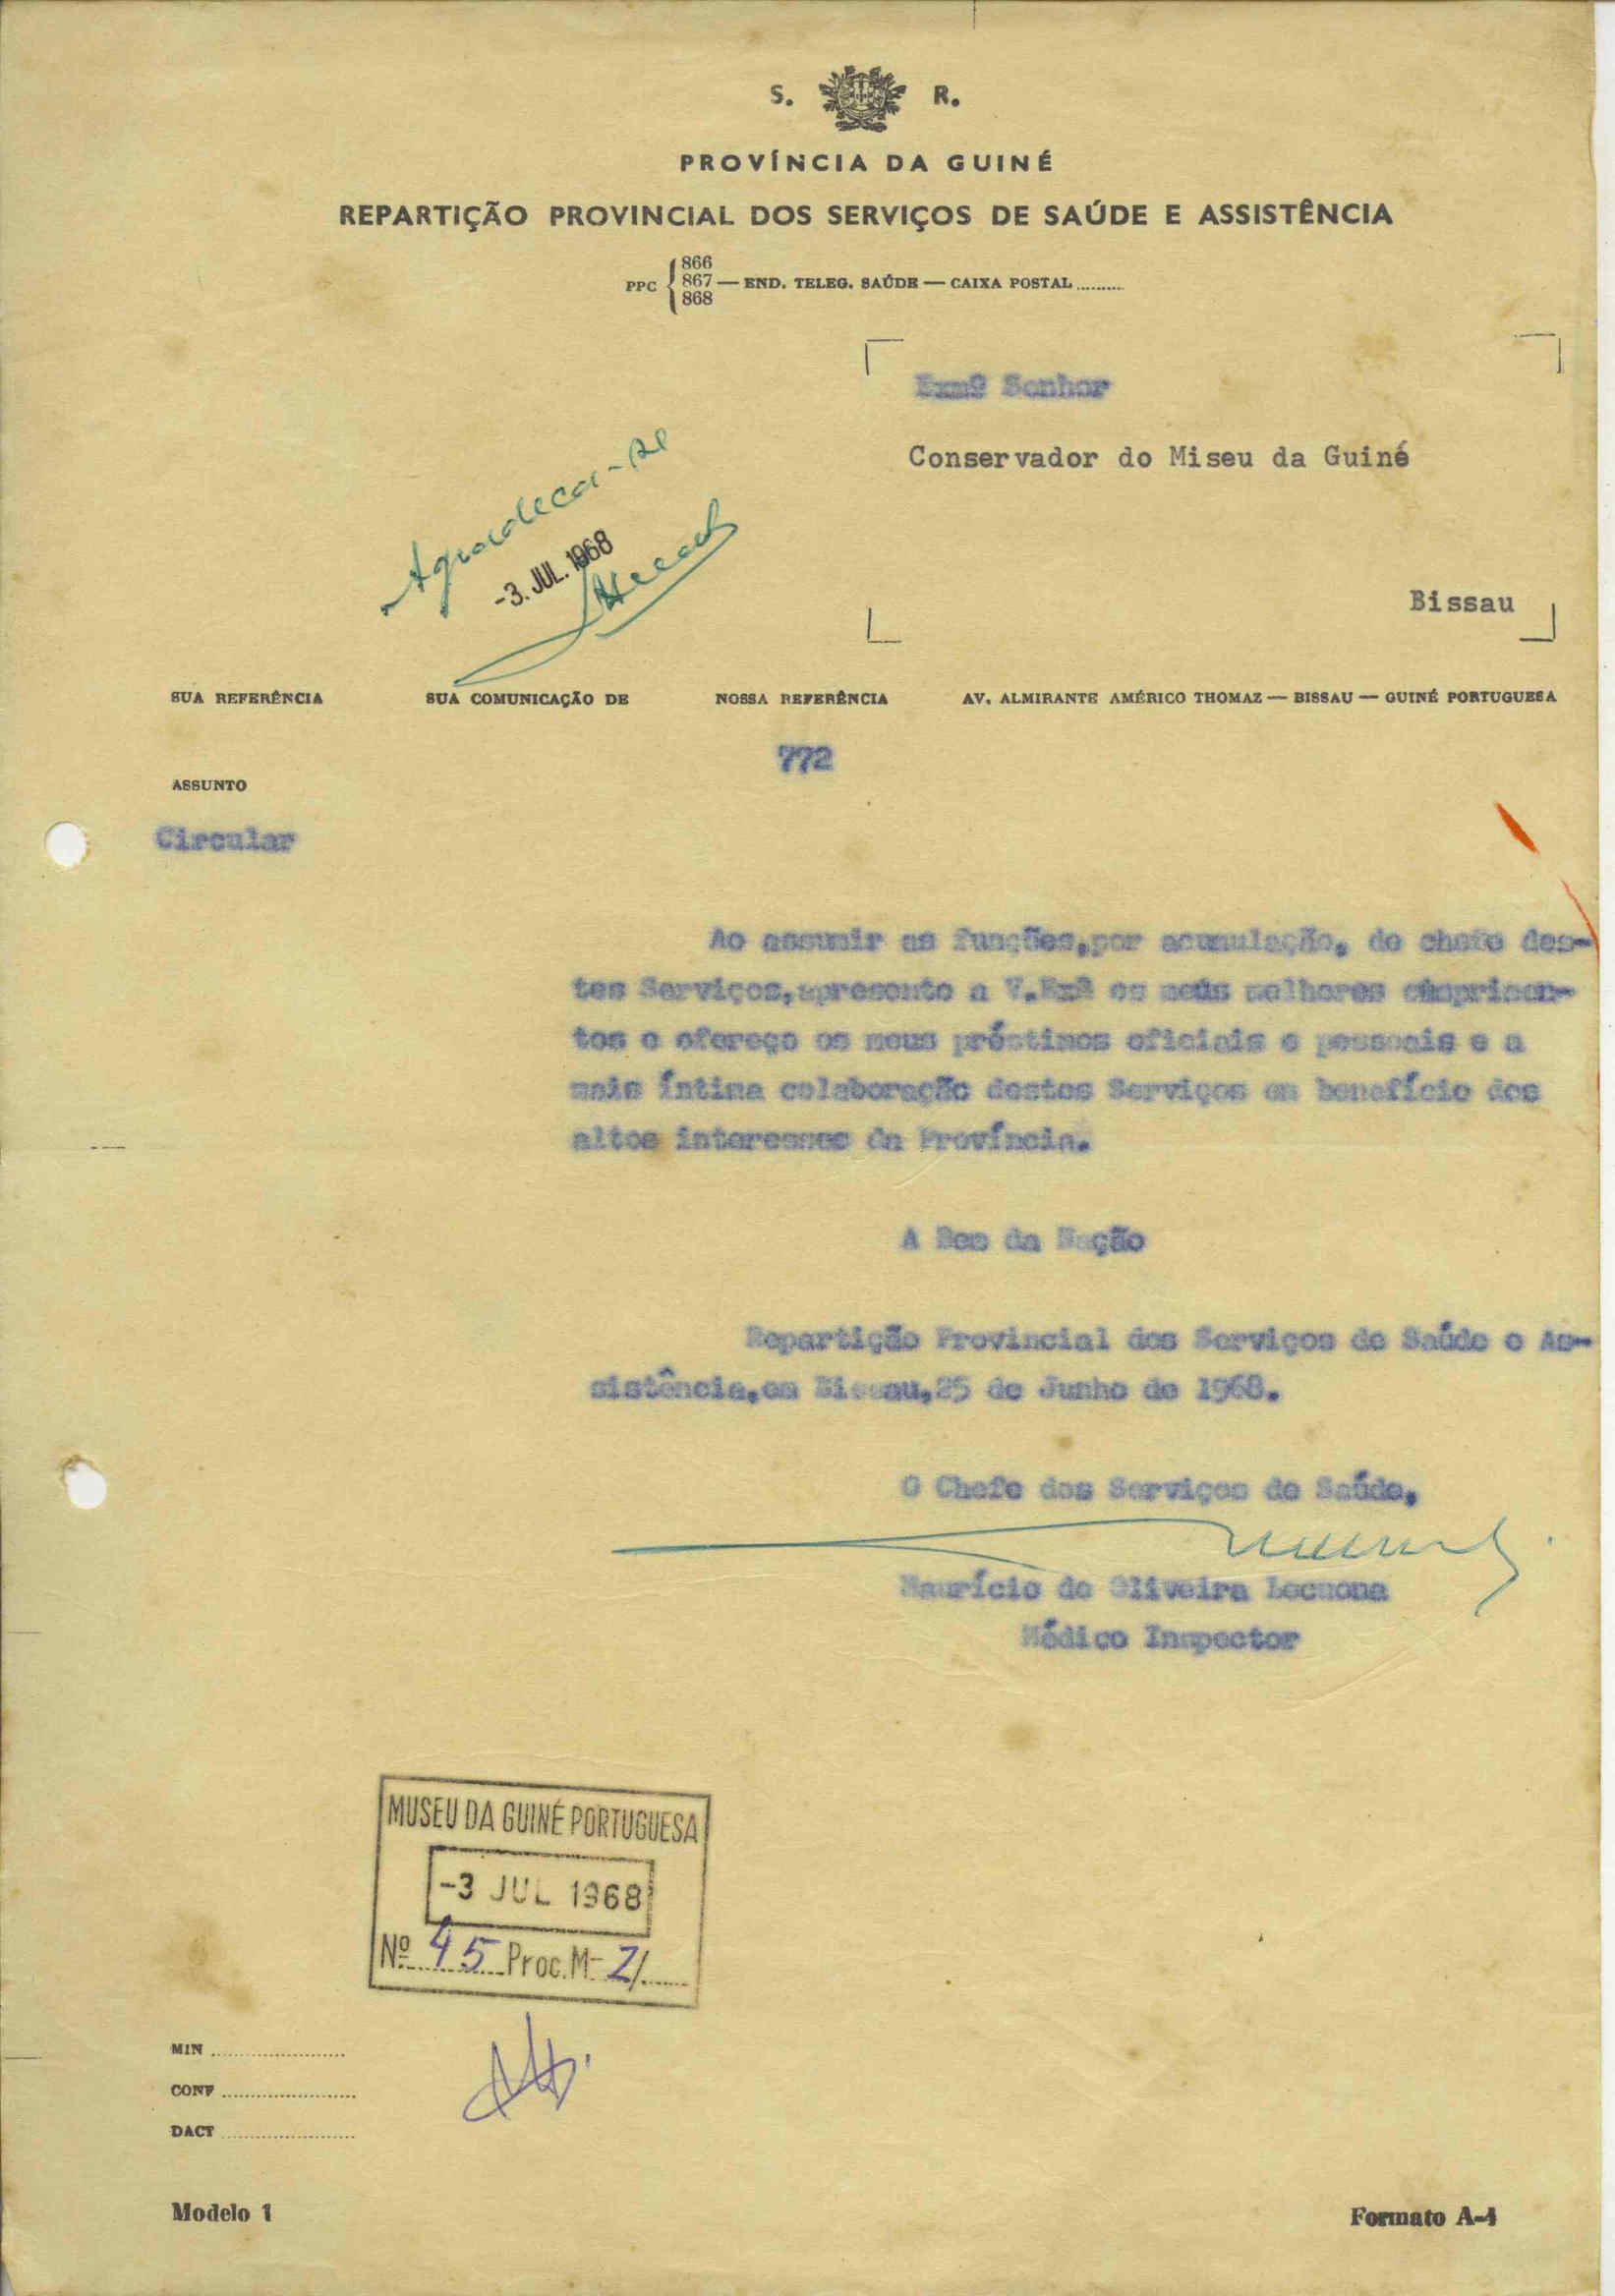 S. R.
PROVÍNCIA DA GUINÉ
REPARTIÇÃO PROVINCIAL DOS SERVIÇOS DE SAÚDE E ASSISTÊNCIA
866
PPC 867 — END. TELEG. SAÚDE — CAIXA POSTAL .........
868
Exmº Senhor
Conservador do Miseu da Guiné
Agradeça-se
-3. JUL. 1968
Bissau
SUA REFERÊNCIA SUA COMUNICAÇÃO DE NOSSA REFERÊNCIA AV. ALMIRANTE AMÉRICO THOMAZ — BISSAU — GUINÉ PORTUGUESA
772
ASSUNTO
Circular
Ao assumir as funções,por acumulação, de chefe des-
tes Serviços,apresento a V.Exª os meus melhores cumprimen-
tos e ofereço os meus préstimos oficiais e pessoais e a
mais íntima colaboração destes Serviços em benefício dos
altos interesses da Província.
A Bem da Nação
Repartição Provincial dos Serviços de Saúde e As-
sistência,em Bissau,25 de Junho de 1968.
O Chefe dos Serviços de Saúde,
Maurício de Oliveira Lecuona
Médico Inspector
MUSEU DA GUINÉ PORTUGUESA
-3 JUL 1968
Nº 45 Proc. M- 2/......
MIN ......................
CONF ......................
DACT ......................
Modelo 1 Formato A-4